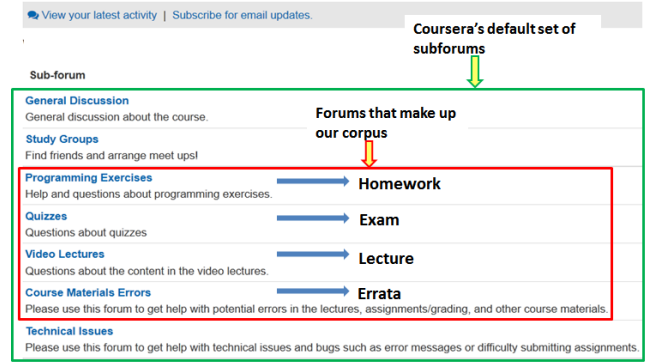 View your latest activity | Subscribe for email updates.
Coursera's default set of
subforums
Sub-forum
General Discussion
General discussion about the course.
Forums that make up
our corpus
Study Groups
Find friends and arrange meet ups!
Programming Exercises
Homework
Help and questions about programming exercises.
Quizzes
Exam
Questions about quizzes
Video Lectures
Lecture
Questions about the content in the video lectures.
Course Materials Errors
Errata
Please use this forum to get help with potential errors in the lectures, assignments/grading, and other course materials.
Technical Issues
Please use this forum to get help with technical issues and bugs such as error messages or difficulty submitting assignments.